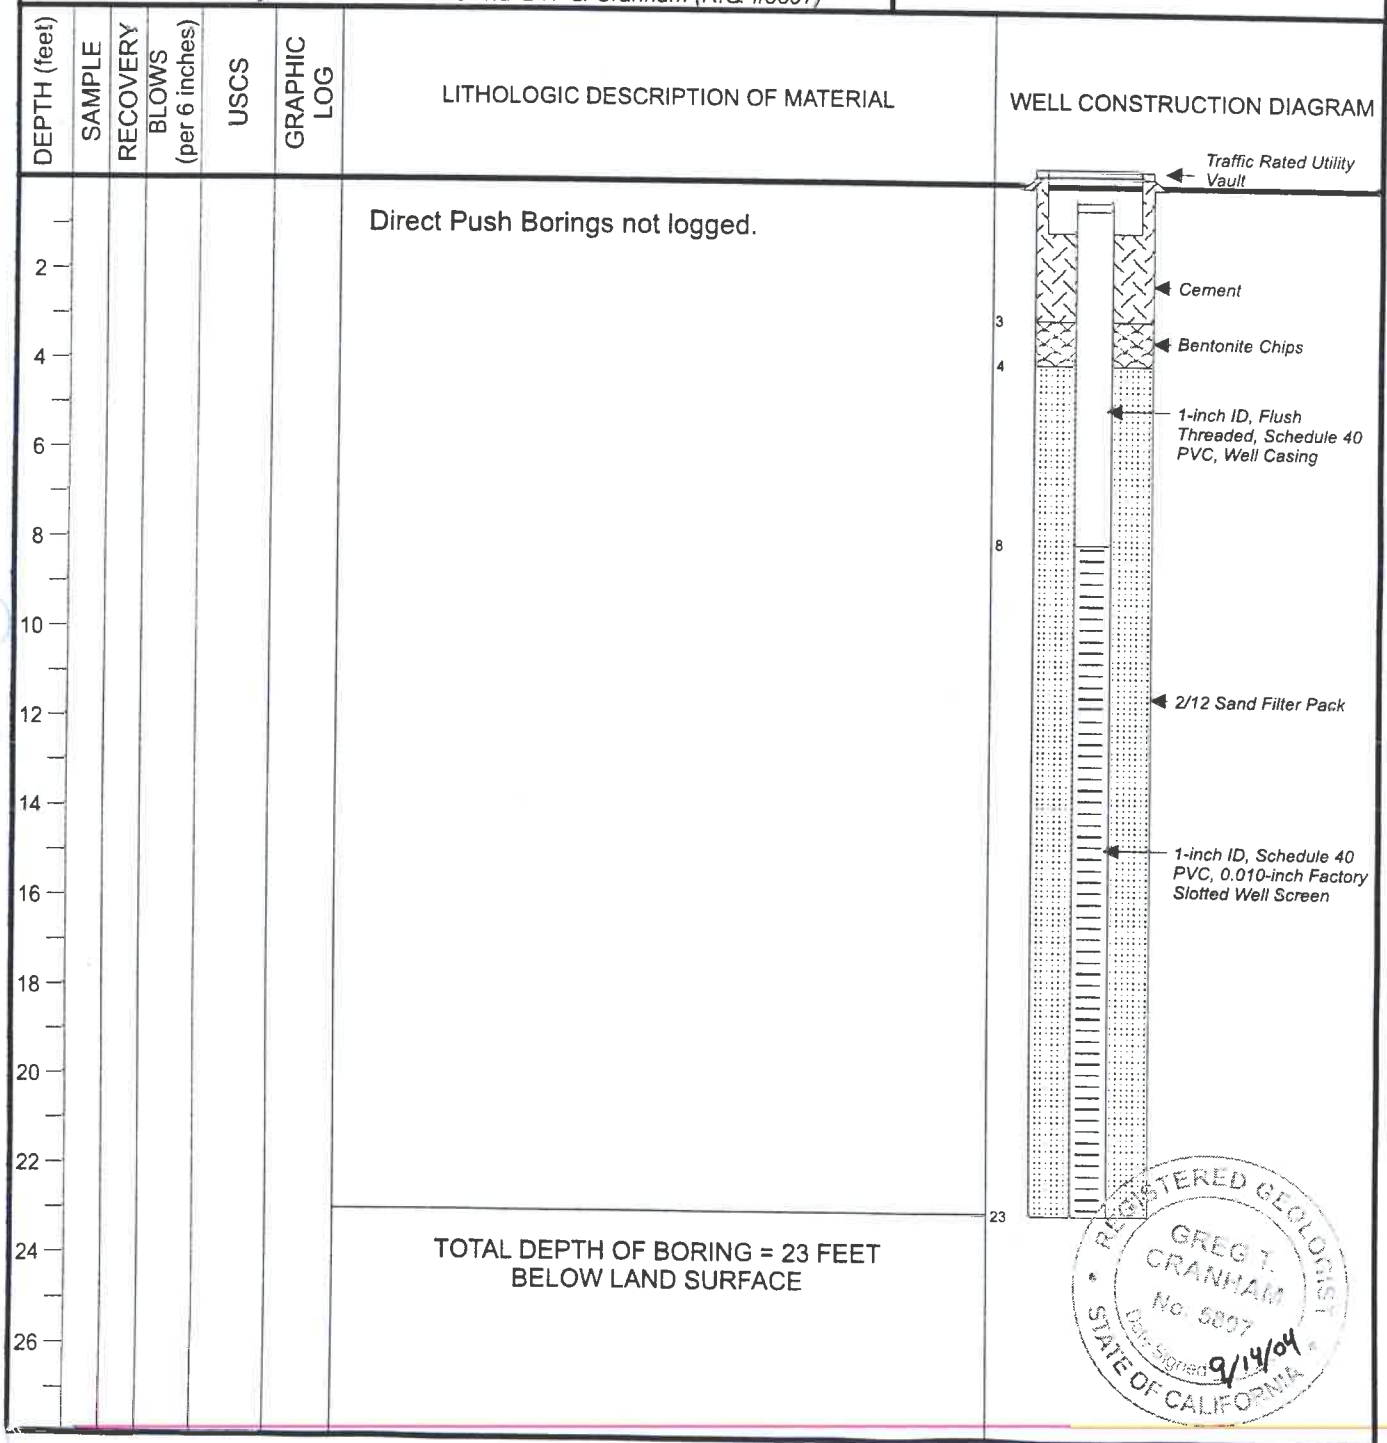 Cranham (R.G. #5897)
DEPTH (feet)
SAMPLE
RECOVERY
BLOWS
(per 6 inches)
USCS
GRAPHIC
LOG
LITHOLOGIC DESCRIPTION OF MATERIAL
WELL CONSTRUCTION DIAGRAM
Traffic Rated Utility
Vault
Direct Push Borings not logged.
2
Cement
3
Bentonite Chips
4
4
1-inch ID, Flush
Threaded, Schedule 40
PVC, Well Casing
6
8
8
10
2/12 Sand Filter Pack
12
14
1-inch ID, Schedule 40
PVC, 0.010-inch Factory
Slotted Well Screen
16
18
20
22
23
24
TOTAL DEPTH OF BORING = 23 FEET
BELOW LAND SURFACE
26
REGISTERED GEOLOGIST
GREG T.
CRANHAM
No. 5897
Date Signed 9/14/04
STATE OF CALIFORNIA